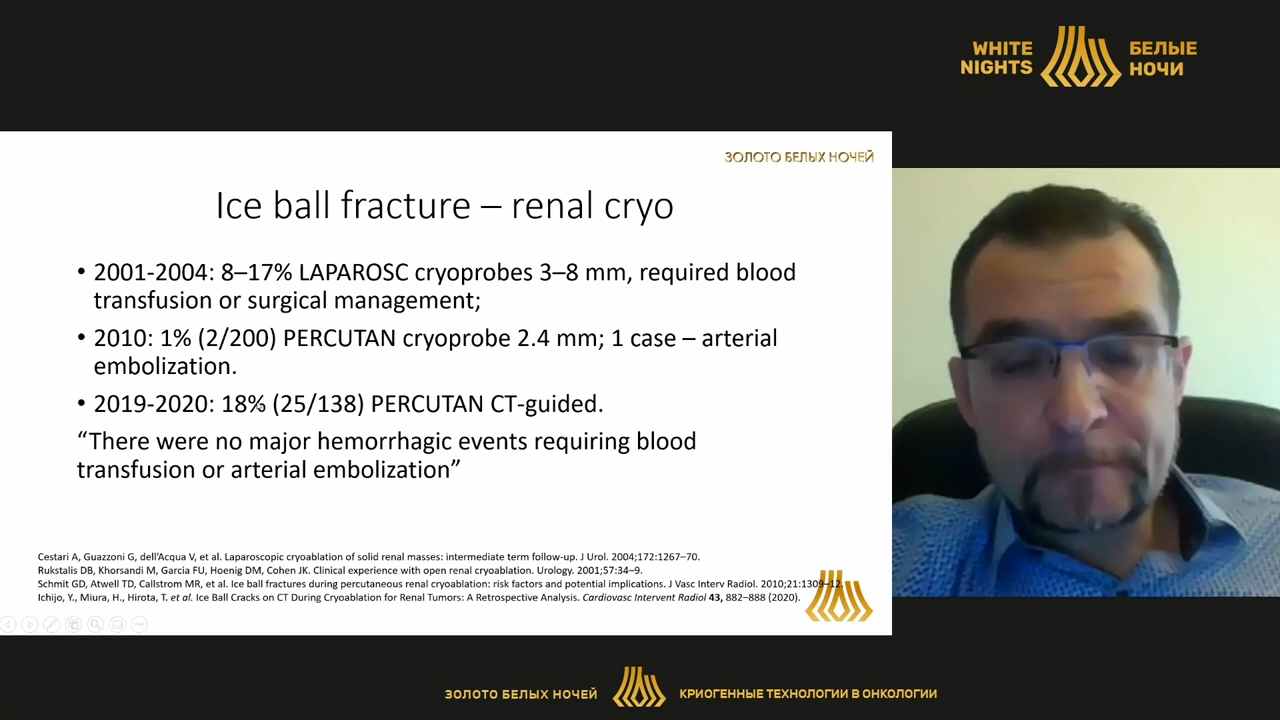 WHITE
NIGHTS
БЕЛЫЕ
НОЧИ
ЗОЛОТО БЕЛЫХ НОЧЕЙ
Ice ball fracture – renal cryo
• 2001-2004: 8–17% LAPAROSC cryoprobes 3–8 mm, required blood
transfusion or surgical management;
• 2010: 1% (2/200) PERCUTAN cryoprobe 2.4 mm; 1 case – arterial
embolization.
• 2019-2020: 18% (25/138) PERCUTAN CT-guided.
“There were no major hemorrhagic events requiring blood
transfusion or arterial embolization”
Cestari A, Guazzoni G, dell’Acqua V, et al. Laparoscopic cryoablation of solid renal masses: intermediate term follow-up. J Urol. 2004;172:1267–70.
Rukstalis DB, Khorsandi M, Garcia FU, Hoenig DM, Cohen JK. Clinical experience with open renal cryoablation. Urology. 2001;57:34–9.
Schmit GD, Atwell TD, Callstrom MR, et al. Ice ball fractures during percutaneous renal cryoablation: risk factors and potential implications. J Vasc Interv Radiol. 2010;21:1309–12.
Ichijo, Y., Miura, H., Hirota, T. et al. Ice Ball Cracks on CT During Cryoablation for Renal Tumors: A Retrospective Analysis. Cardiovasc Intervent Radiol 43, 882–888 (2020).
ЗОЛОТО БЕЛЫХ НОЧЕЙ
КРИОГЕННЫЕ ТЕХНОЛОГИИ В ОНКОЛОГИИ